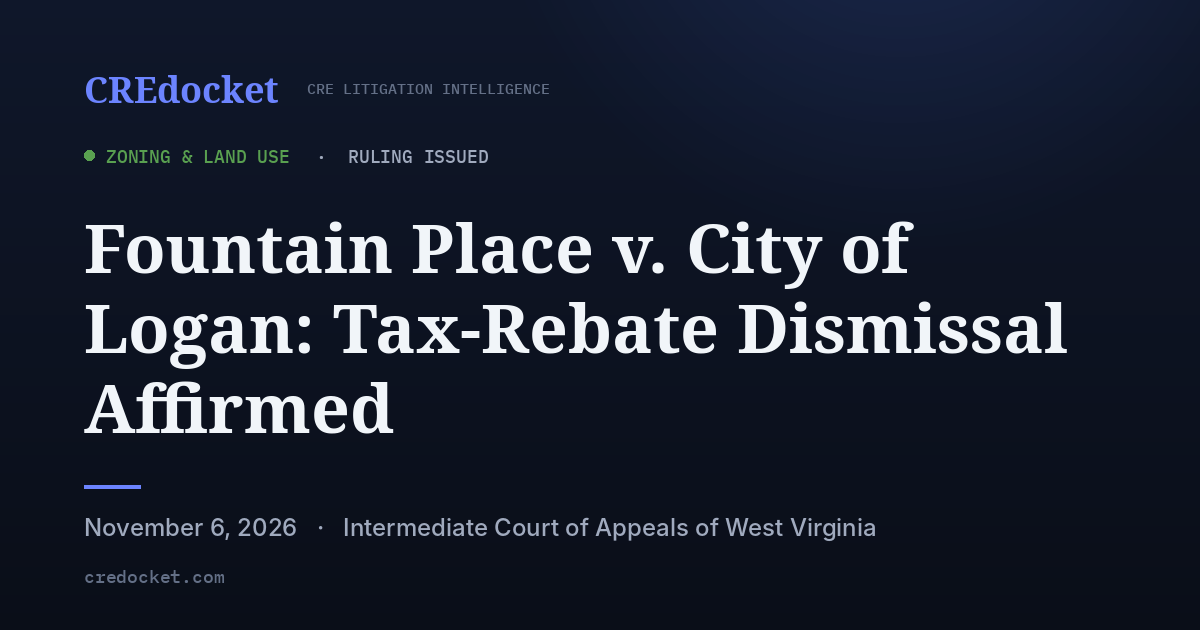 CREdocket CRE LITIGATION INTELLIGENCE
ZONING & LAND USE · RULING ISSUED
Fountain Place v. City of
Logan: Tax-Rebate Dismissal
Affirmed
November 6, 2026 · Intermediate Court of Appeals of West Virginia
credocket.com